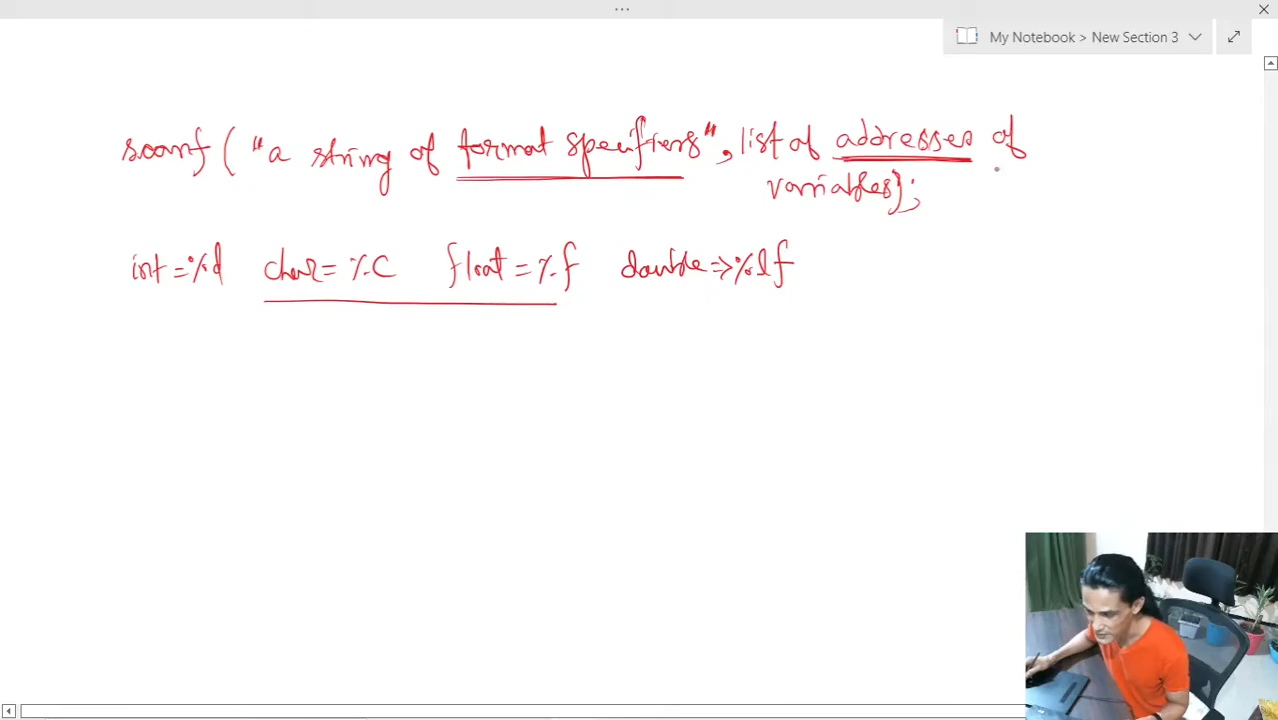 My Notebook > New Section 3
scanf ( "a string of format specifiers", list of addresses of
variables);
int = %d char = %c float = %f double => %lf